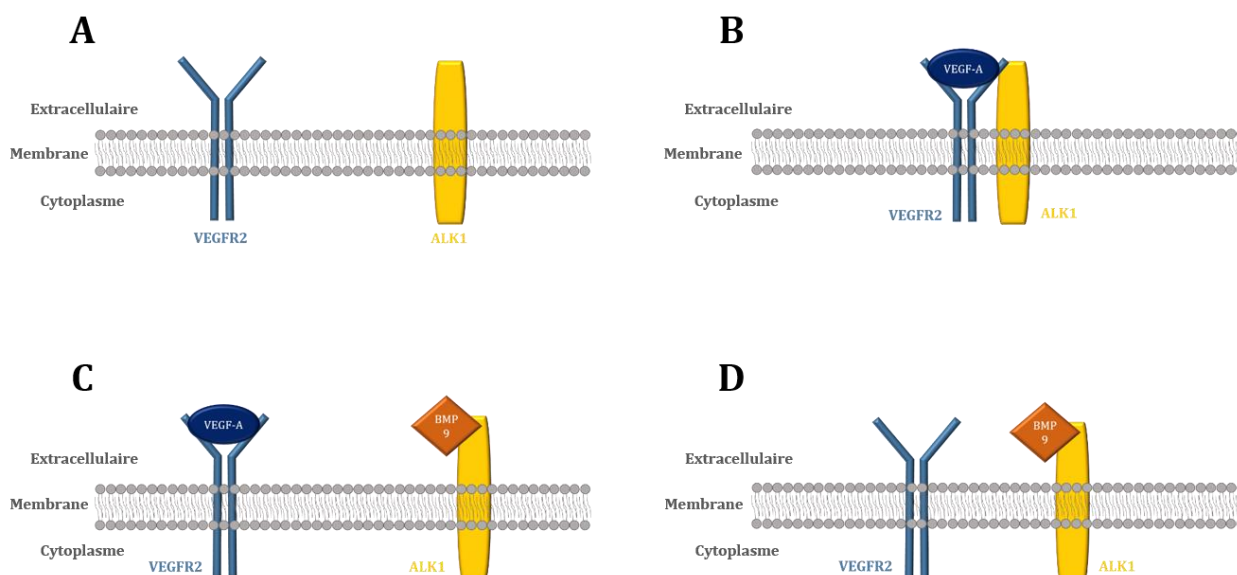 A
Extracellulaire
Membrane
Cytoplasme
VEGFR2
ALK1
B
VEGF-A
Extracellulaire
Membrane
Cytoplasme
VEGFR2
ALK1
C
VEGF-A
BMP
9
Extracellulaire
Membrane
Cytoplasme
VEGFR2
ALK1
D
BMP
9
Extracellulaire
Membrane
Cytoplasme
VEGFR2
ALK1